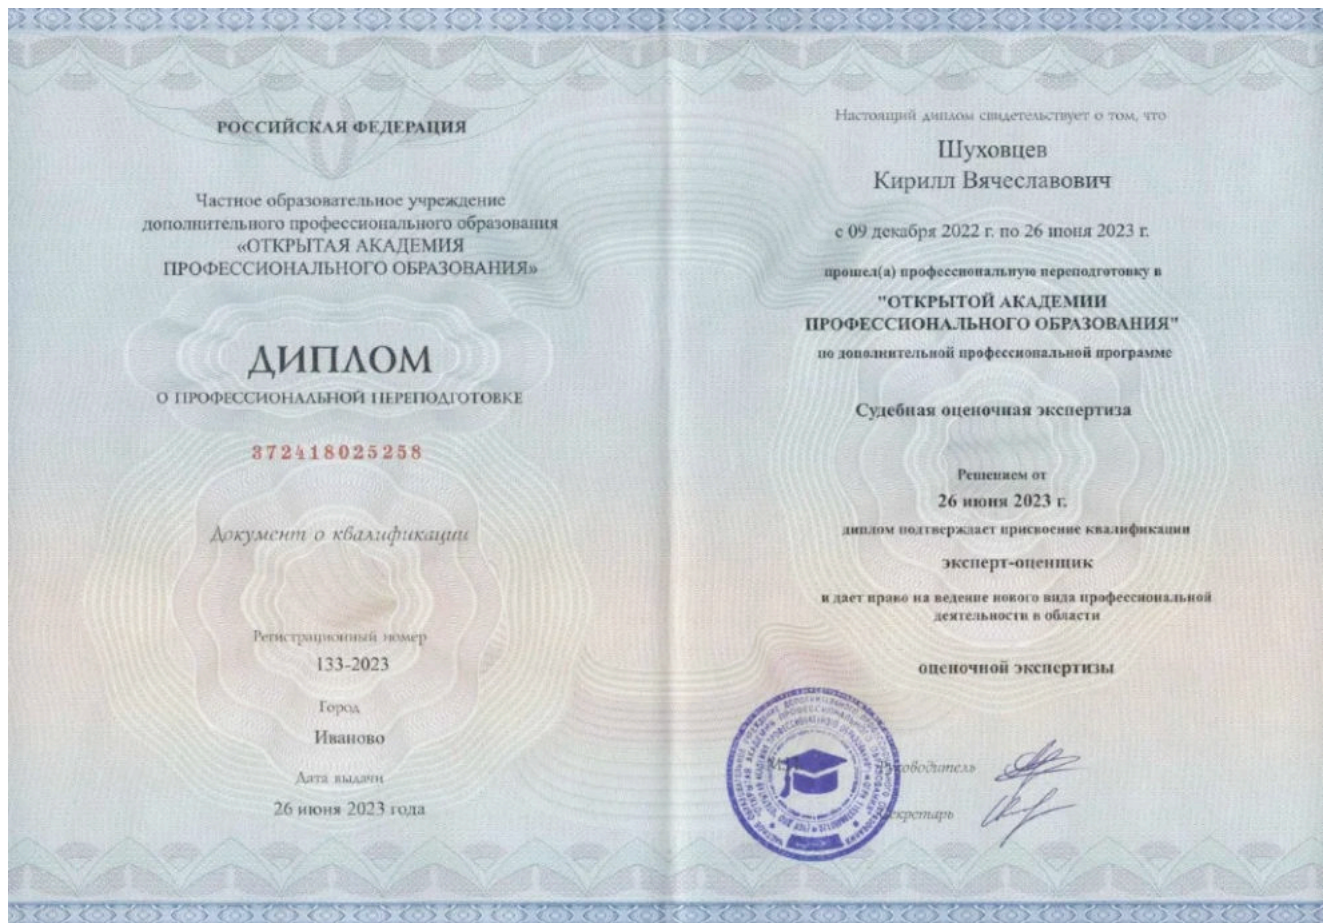 РОССИЙСКАЯ ФЕДЕРАЦИЯ
Частное образовательное учреждение
дополнительного профессионального образования
«ОТКРЫТАЯ АКАДЕМИЯ
ПРОФЕССИОНАЛЬНОГО ОБРАЗОВАНИЯ»
ДИПЛОМ
О ПРОФЕССИОНАЛЬНОЙ ПЕРЕПОДГОТОВКЕ
372418025258
Документ о квалификации
Регистрационный номер
133-2023
Город
Иваново
Дата выдачи
26 июня 2023 года
Настоящий диплом свидетельствует о том, что
Шуховцев
Кирилл Вячеславович
с 09 декабря 2022 г. по 26 июня 2023 г.
прошел(а) профессиональную переподготовку в
"ОТКРЫТОЙ АКАДЕМИИ
ПРОФЕССИОНАЛЬНОГО ОБРАЗОВАНИЯ"
по дополнительной профессиональной программе
Судебная оценочная экспертиза
Решением от
26 июня 2023 г.
диплом подтверждает присвоение квалификации
эксперт-оценщик
и дает право на ведение нового вида профессиональной
деятельности в области
оценочной экспертизы
Руководитель
Секретарь